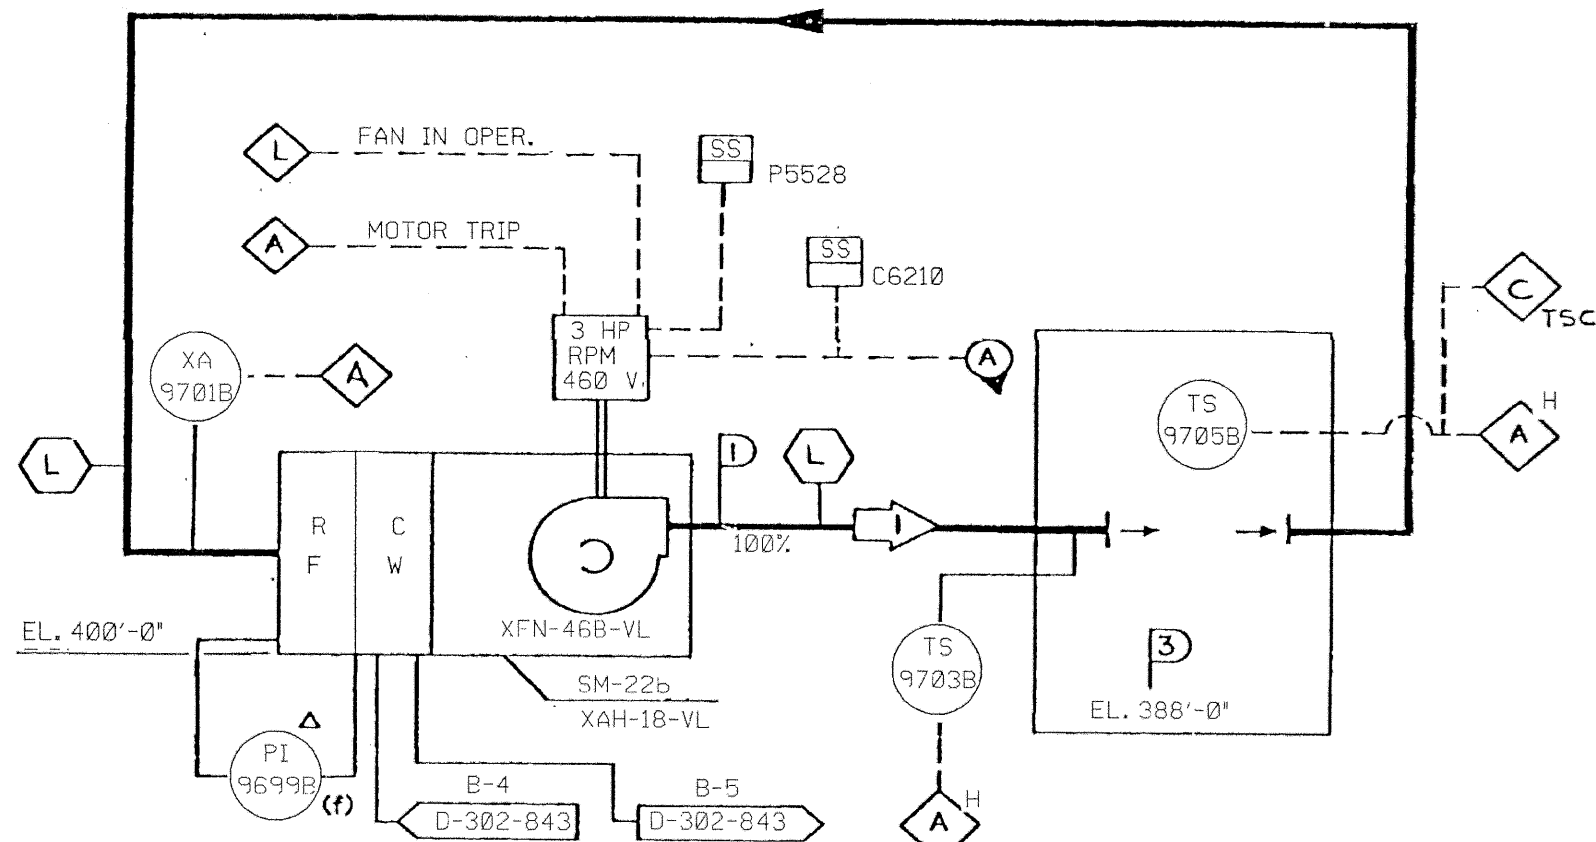 L
FAN IN OPER.
SS
P5528
A
MOTOR TRIP
SS
C6210
C
TSC
3 HP
RPM
460 V.
XA
9701B
A
A
TS
9705B
H
A
L
1
L
R
F
C
W
100%
1
XFN-46B-VL
EL. 400'-0"
TS
9703B
3
EL. 388'-0"
SM-22b
XAH-18-VL
Δ
PI
9699B
(f)
B-4
D-302-843
B-5
D-302-843
H
A